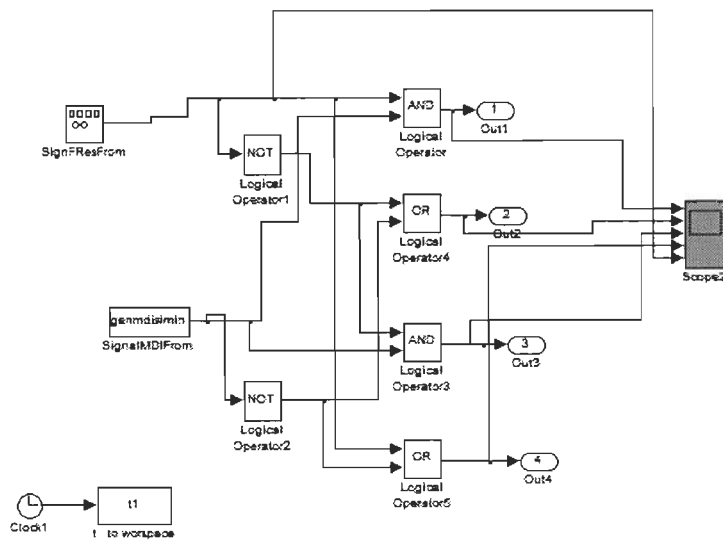 SignFResFrom
NOT
Logical
Operator1
AND
Logical
Operator
1
Out1
OR
Logical
Operator4
2
Out2
Scope2
genmdisimin
SignalMDIFrom
NOT
Logical
Operator2
AND
Logical
Operator3
3
Out3
OR
Logical
Operator5
4
Out4
Clock1
t1
t to workspace